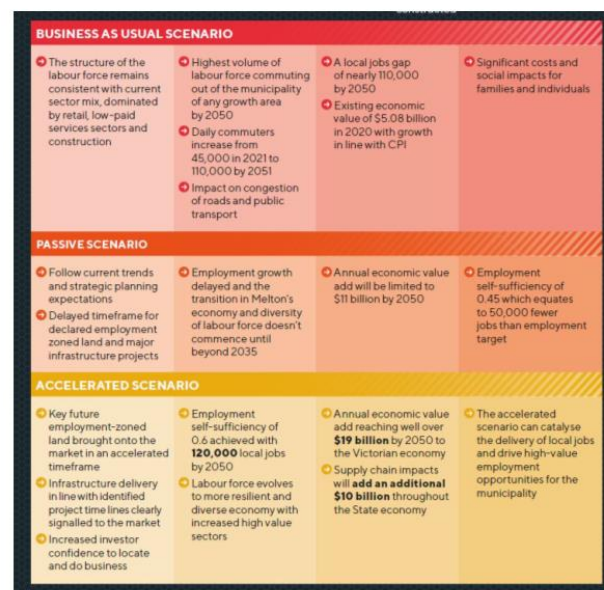 constructed
BUSINESS AS USUAL SCENARIO
The structure of the
labour force remains
consistent with current
sector mix, dominated
by retail, low-paid
services sectors and
construction
Highest volume of
labour force commuting
out of the municipality
of any growth area
by 2050
Daily commuters
increase from
45,000 in 2021 to
110,000 by 2051
Impact on congestion
of roads and public
transport
A local jobs gap
of nearly 110,000
by 2050
Existing economic
value of $5.08 billion
in 2020 with growth
in line with CPI
Significant costs and
social impacts for
families and individuals
PASSIVE SCENARIO
Follow current trends
and strategic planning
expectations
Delayed timeframe for
declared employment
zoned land and major
infrastructure projects
Employment growth
delayed and the
transition in Melton's
economy and diversity
of labour force doesn't
commence until
beyond 2035
Annual economic value
add will be limited to
$11 billion by 2050
Employment
self-sufficiency of
0.45 which equates
to 50,000 fewer
jobs than employment
target
ACCELERATED SCENARIO
Key future
employment-zoned
land brought onto the
market in an accelerated
timeframe
Infrastructure delivery
in line with identified
project time lines clearly
signalled to the market
Increased investor
confidence to locate
and do business
Employment
self-sufficiency of
0.6 achieved with
120,000 local jobs
by 2050
Labour force evolves
to more resilient and
diverse economy with
increased high value
sectors
Annual economic value
add reaching well over
$19 billion by 2050 to
the Victorian economy
Supply chain impacts
will add an additional
$10 billion throughout
the State economy
The accelerated
scenario can catalyse
the delivery of local jobs
and drive high-value
employment
opportunities for the
municipality